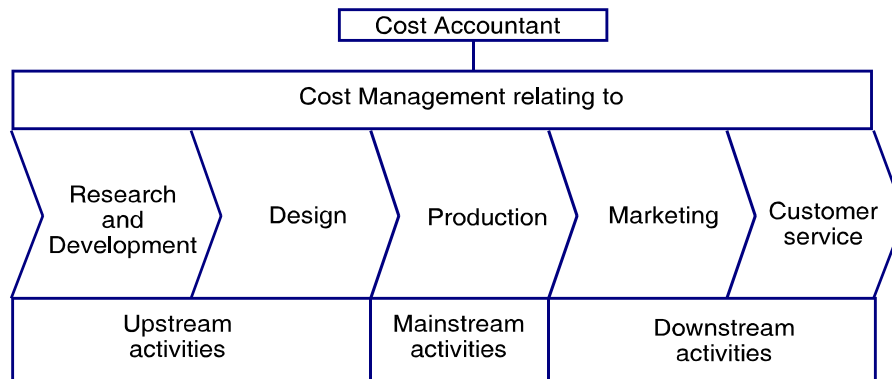 Cost Accountant
Cost Management relating to
Research
and
Development
Design
Production
Marketing
Customer
service
Upstream
activities
Mainstream
activities
Downstream
activities